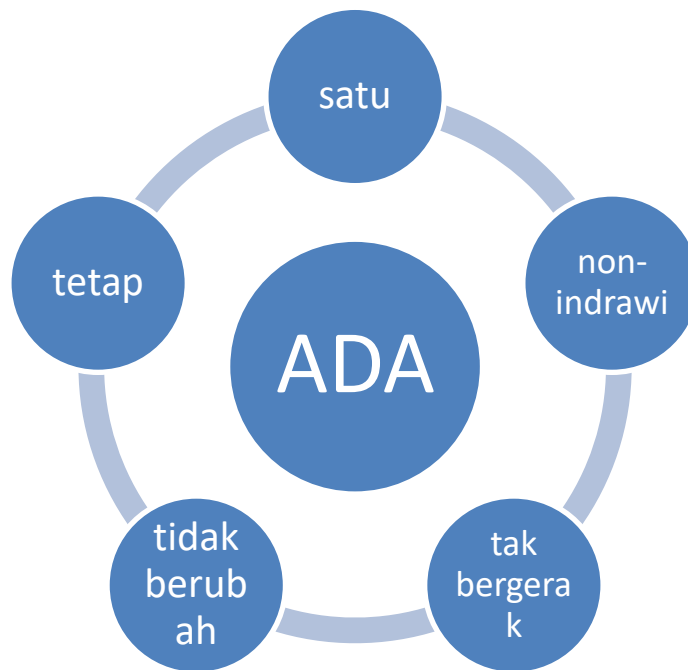 satu
non-
indrawi
tak
bergera
k
tidak
berub
ah
tetap
ADA